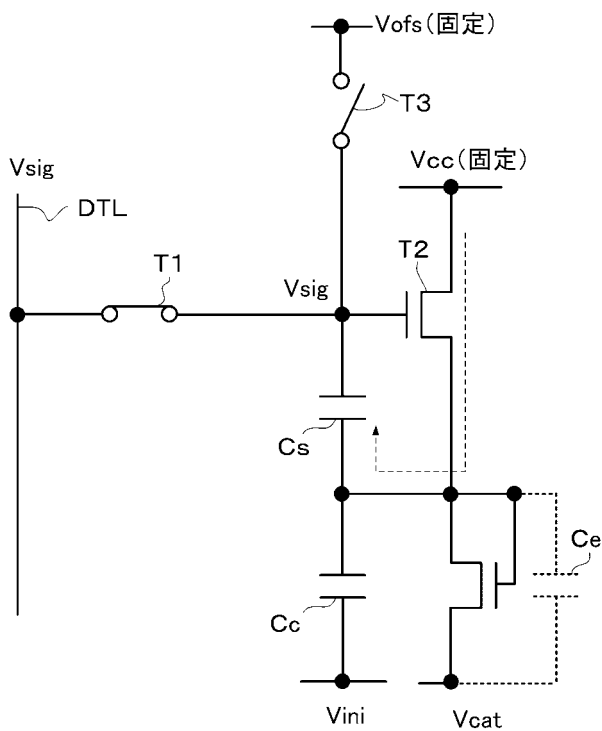 Vofs(固定)
T3
Vsig
Vcc(固定)
DTL
T1
T2
Vsig
Cs
Ce
Cc
Vini
Vcat